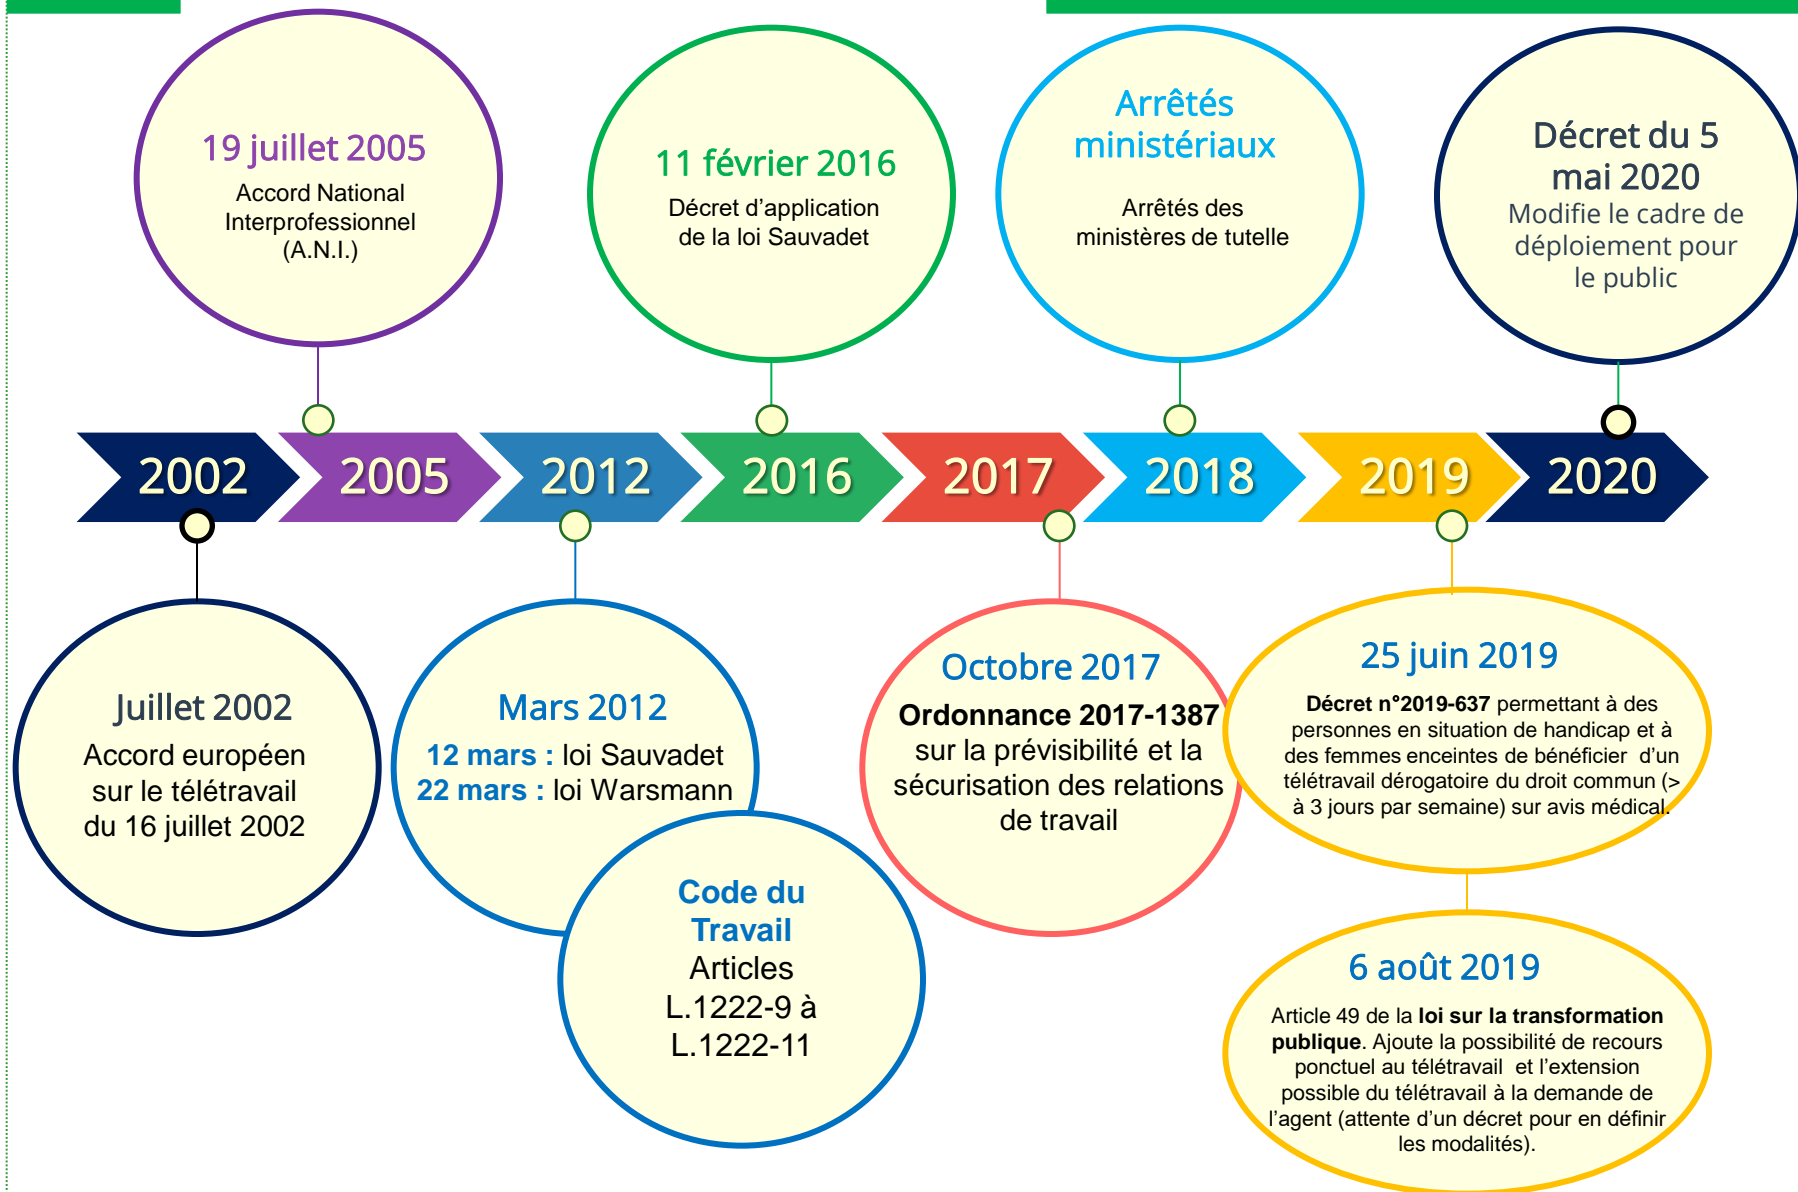 19 juillet 2005
Accord National
Interprofessionnel
(A.N.I.)
11 février 2016
Décret d’application
de la loi Sauvadet
Arrêtés
ministériaux
Arrêtés des
ministères de tutelle
Décret du 5
mai 2020
Modifie le cadre de
déploiement pour
le public
2002
2005
2012
2016
2017
2018
2019
2020
Juillet 2002
Accord européen
sur le télétravail
du 16 juillet 2002
Mars 2012
12 mars : loi Sauvadet
22 mars : loi Warsmann
Code du
Travail
Articles
L.1222-9 à
L.1222-11
Octobre 2017
Ordonnance 2017-1387
sur la prévisibilité et la
sécurisation des relations
de travail
25 juin 2019
Décret n°2019-637 permettant à des
personnes en situation de handicap et à
des femmes enceintes de bénéficier d’un
télétravail dérogatoire du droit commun (>
à 3 jours par semaine) sur avis médical.
6 août 2019
Article 49 de la loi sur la transformation
publique. Ajoute la possibilité de recours
ponctuel au télétravail et l’extension
possible du télétravail à la demande de
l’agent (attente d’un décret pour en définir
les modalités).